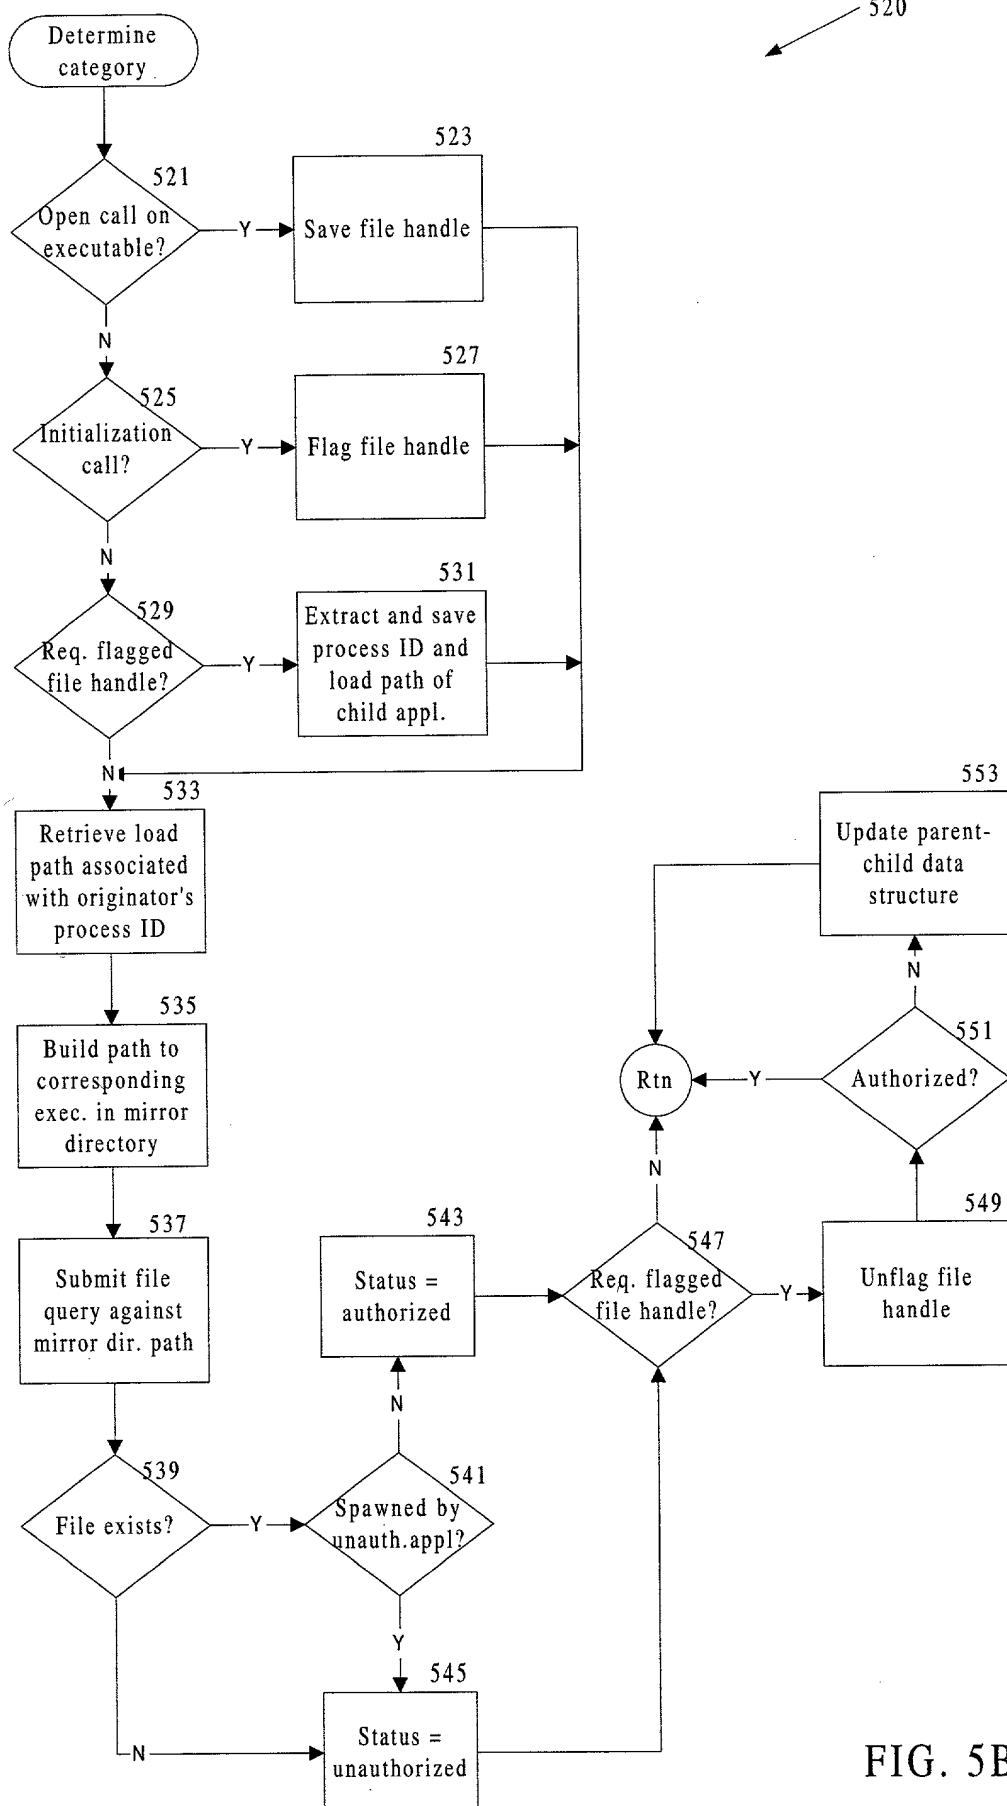 520
Determine
category
521
Open call on
executable?
Y
523
Save file handle
N
525
Initialization
call?
Y
527
Flag file handle
N
529
Req. flagged
file handle?
Y
531
Extract and save
process ID and
load path of
child appl.
N
533
Retrieve load
path associated
with originator's
process ID
535
Build path to
corresponding
exec. in mirror
directory
537
Submit file
query against
mirror dir. path
539
File exists?
Y
541
Spawned by
unauth.appl?
N
543
Status =
authorized
Y
545
Status =
unauthorized
N
547
Req. flagged
file handle?
N
Rtn
Y
549
Unflag file
handle
551
Authorized?
Y
N
553
Update parent-
child data
structure
FIG. 5B